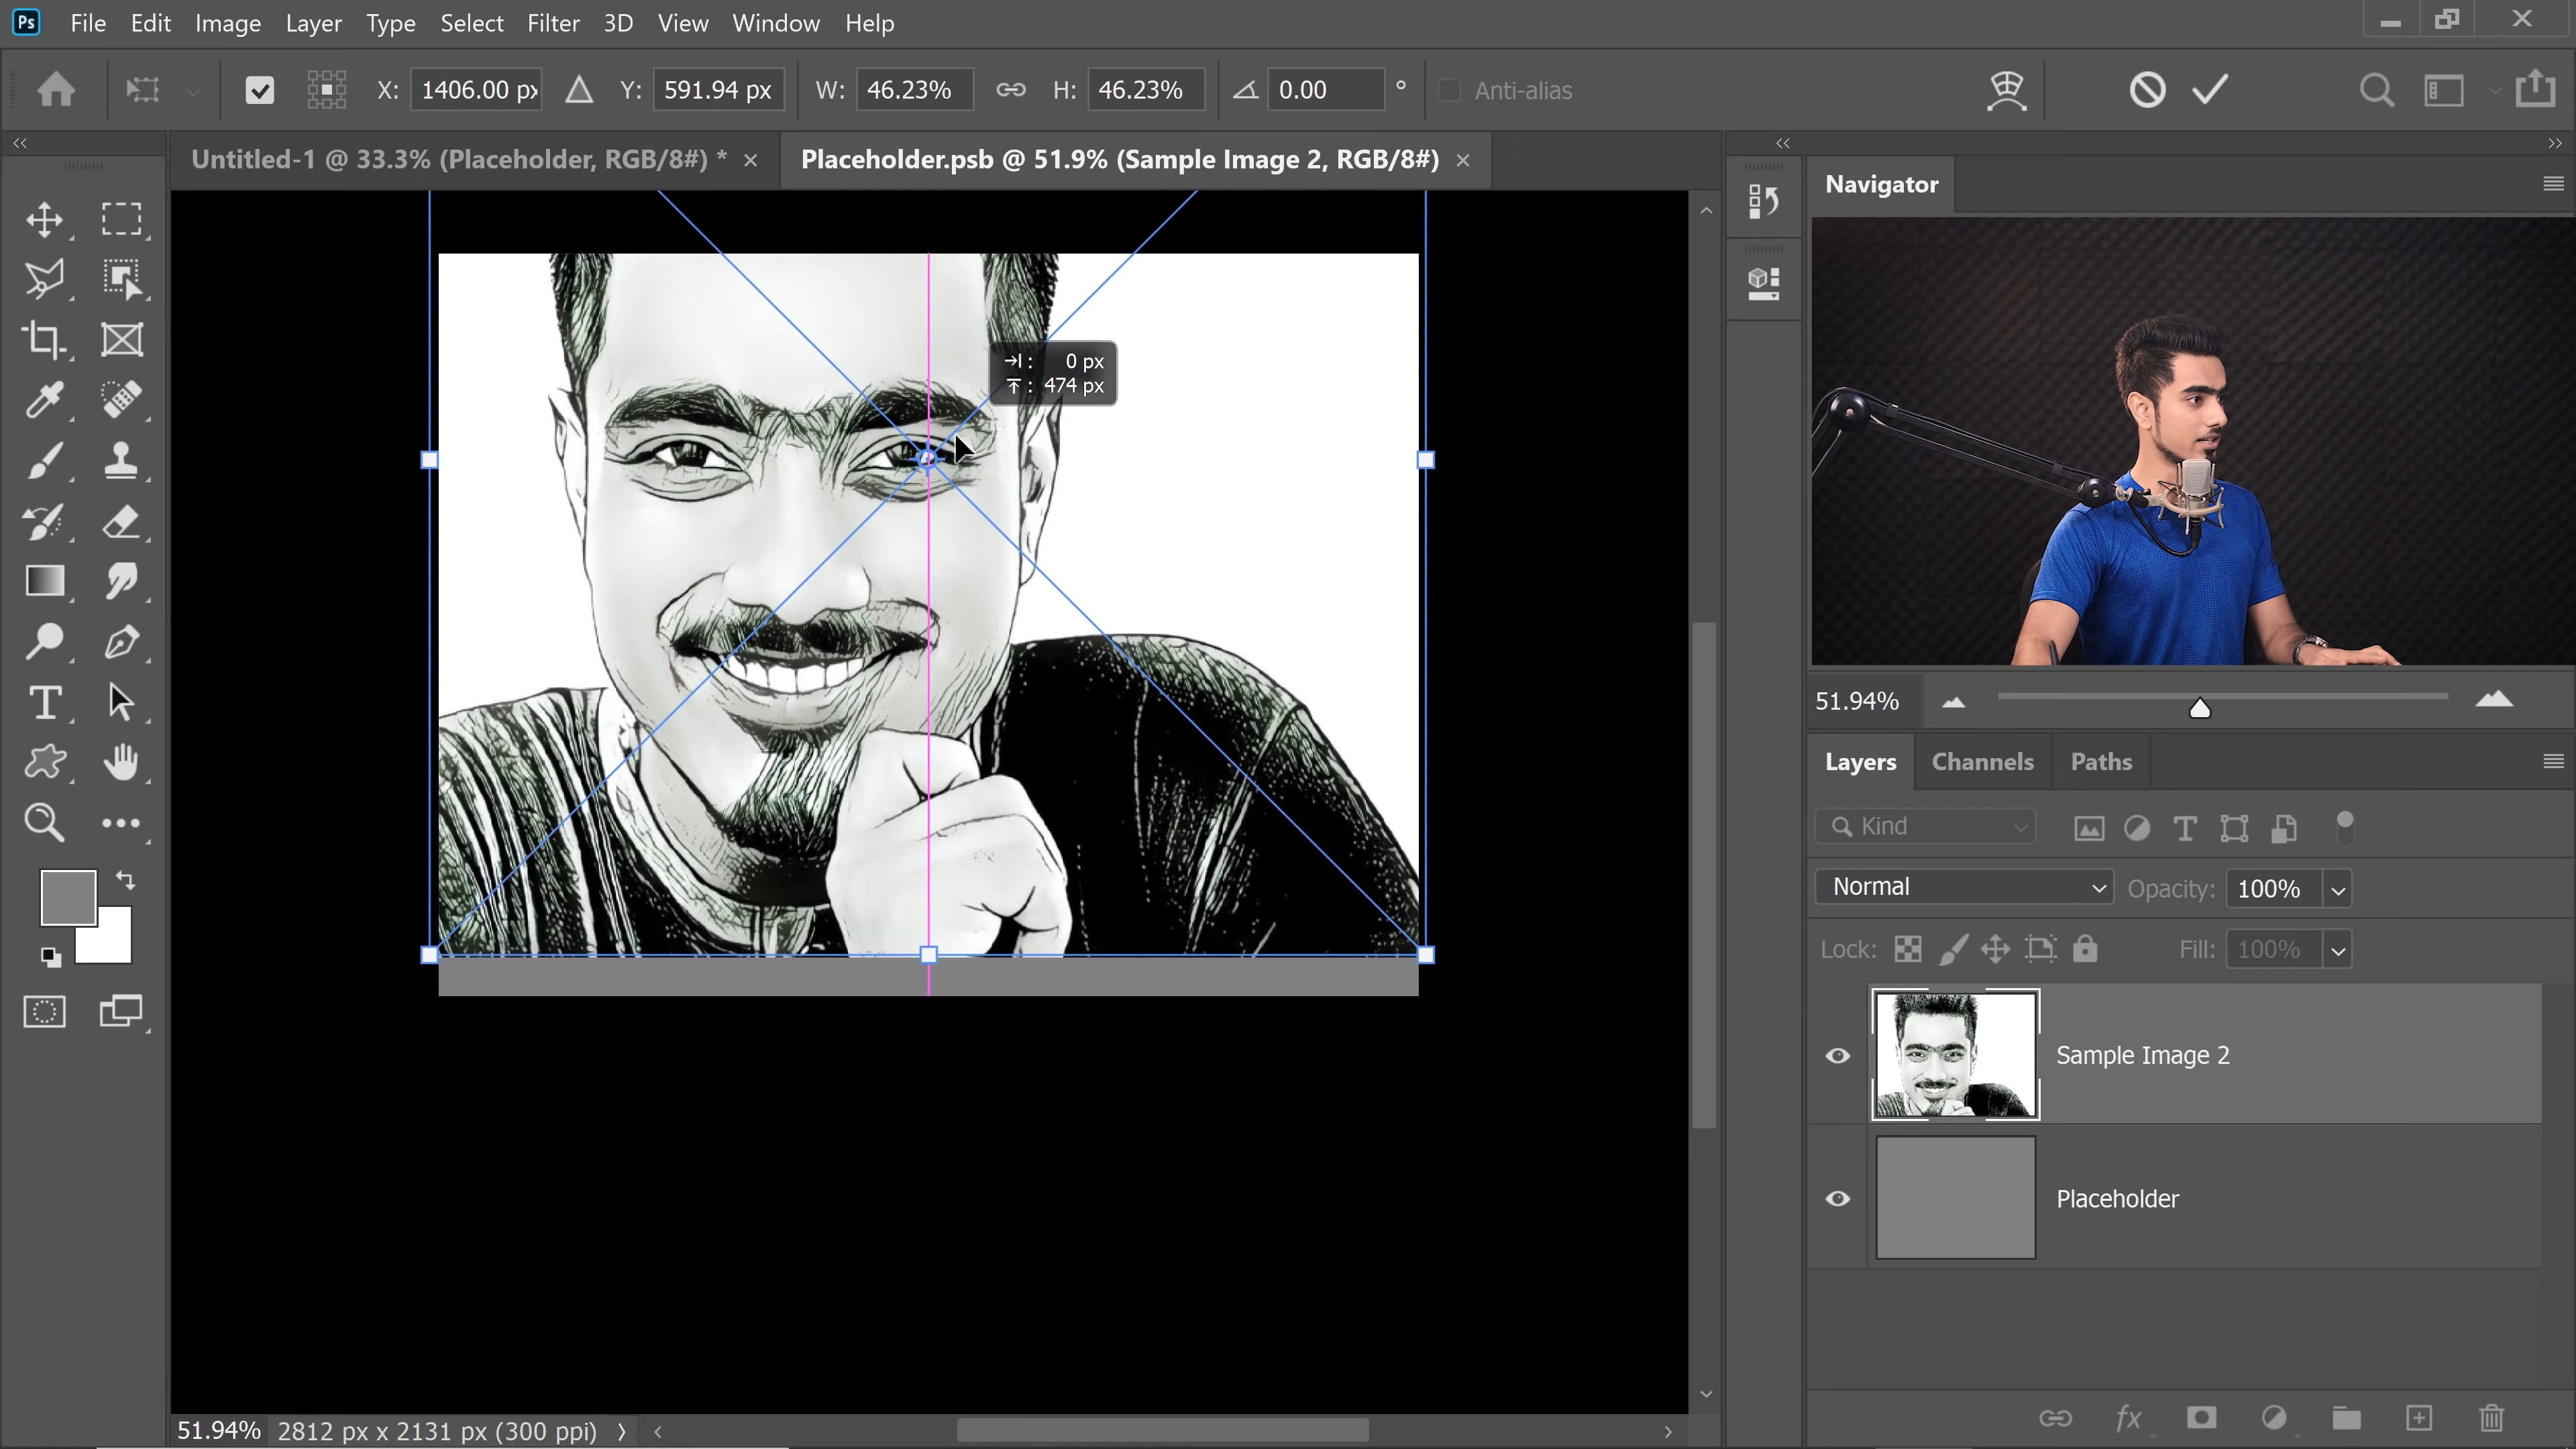 Ps File Edit Image Layer Type Select Filter 3D View Window Help
X: 1406.00 px Y: 591.94 px W: 46.23% H: 46.23% 0.00 ° Anti-alias
Untitled-1 @ 33.3% (Placeholder, RGB/8#) * Placeholder.psb @ 51.9% (Sample Image 2, RGB/8#)
Navigator
: 0 px
: 474 px
51.94%
Layers Channels Paths
Kind
Normal Opacity: 100%
Lock: Fill: 100%
Sample Image 2
Placeholder
fx
51.94% 2812 px x 2131 px (300 ppi)